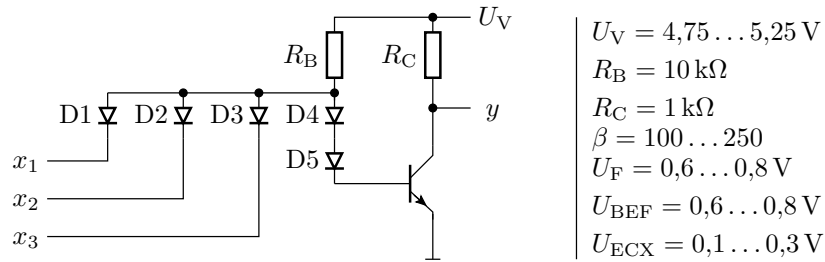 U_V
R_B R_C
D1 D2 D3 D4
y
D5
x_1
x_2
x_3
U_V = 4,75 … 5,25 V
R_B = 10 kΩ
R_C = 1 kΩ
β = 100 … 250
U_F = 0,6 … 0,8 V
U_BEF = 0,6 … 0,8 V
U_ECX = 0,1 … 0,3 V